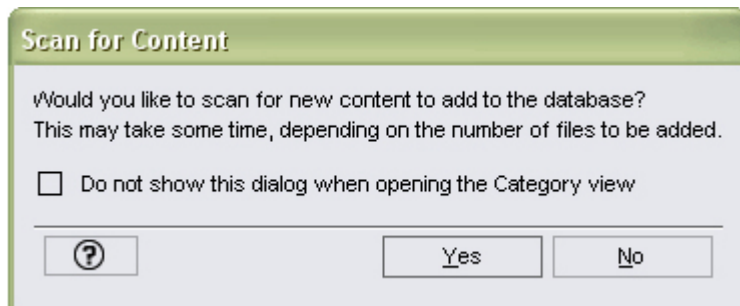 Scan for Content
Would you like to scan for new content to add to the database?
This may take some time, depending on the number of files to be added.
Do not show this dialog when opening the Category view
?
Yes
No